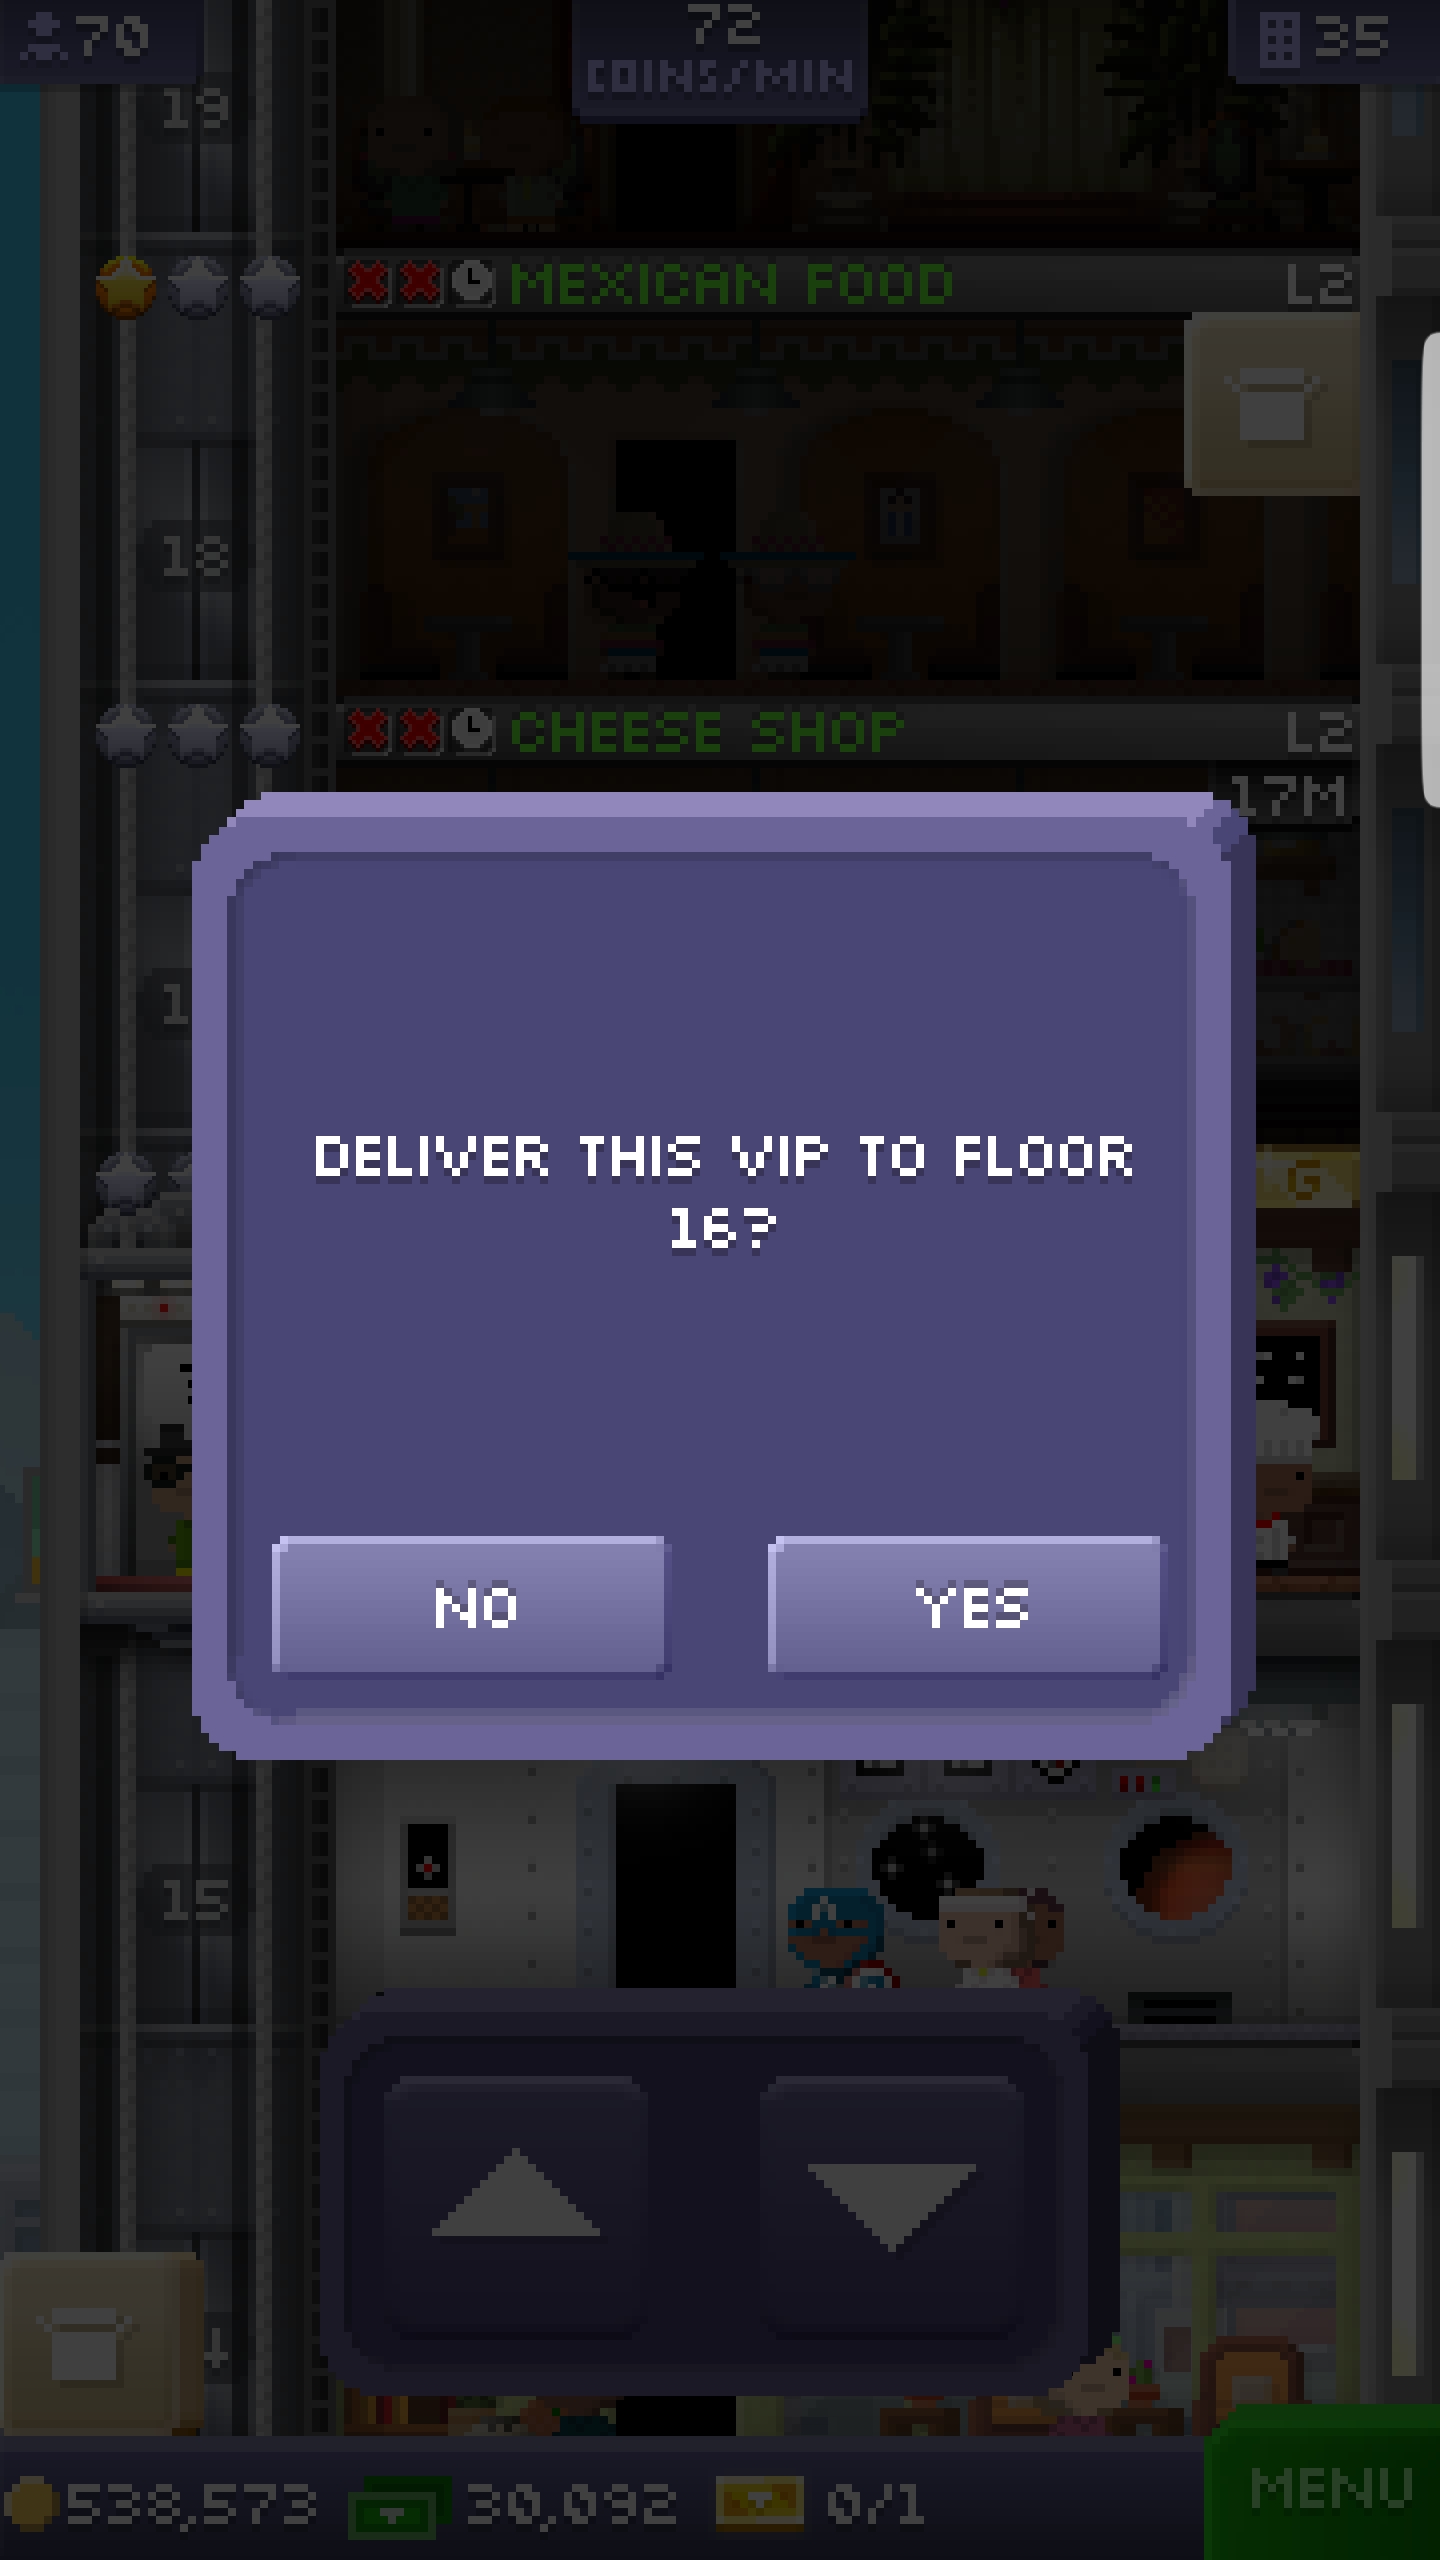 70
72
COINS/MIN
35
19
MEXICAN FOOD
L2
18
CHEESE SHOP
L2
17M
DELIVER THIS VIP TO FLOOR
16?
G
NO
YES
15
538,573
30,092
0/1
MENU